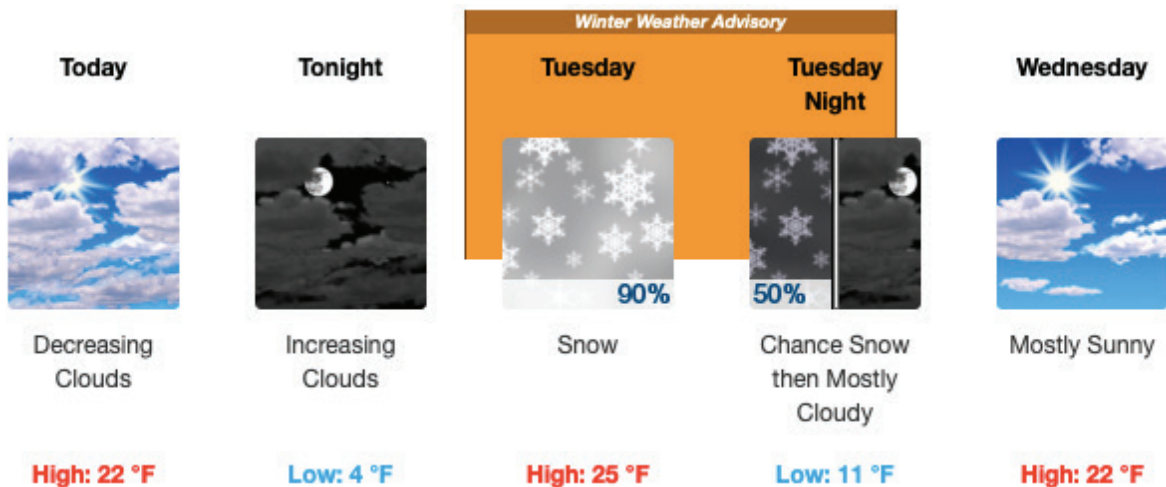 Winter Weather Advisory
Today
Tonight
Tuesday
Tuesday
Night
Wednesday
90%
50%
Decreasing
Clouds
Increasing
Clouds
Snow
Chance Snow
then Mostly
Cloudy
Mostly Sunny
High: 22 °F
Low: 4 °F
High: 25 °F
Low: 11 °F
High: 22 °F